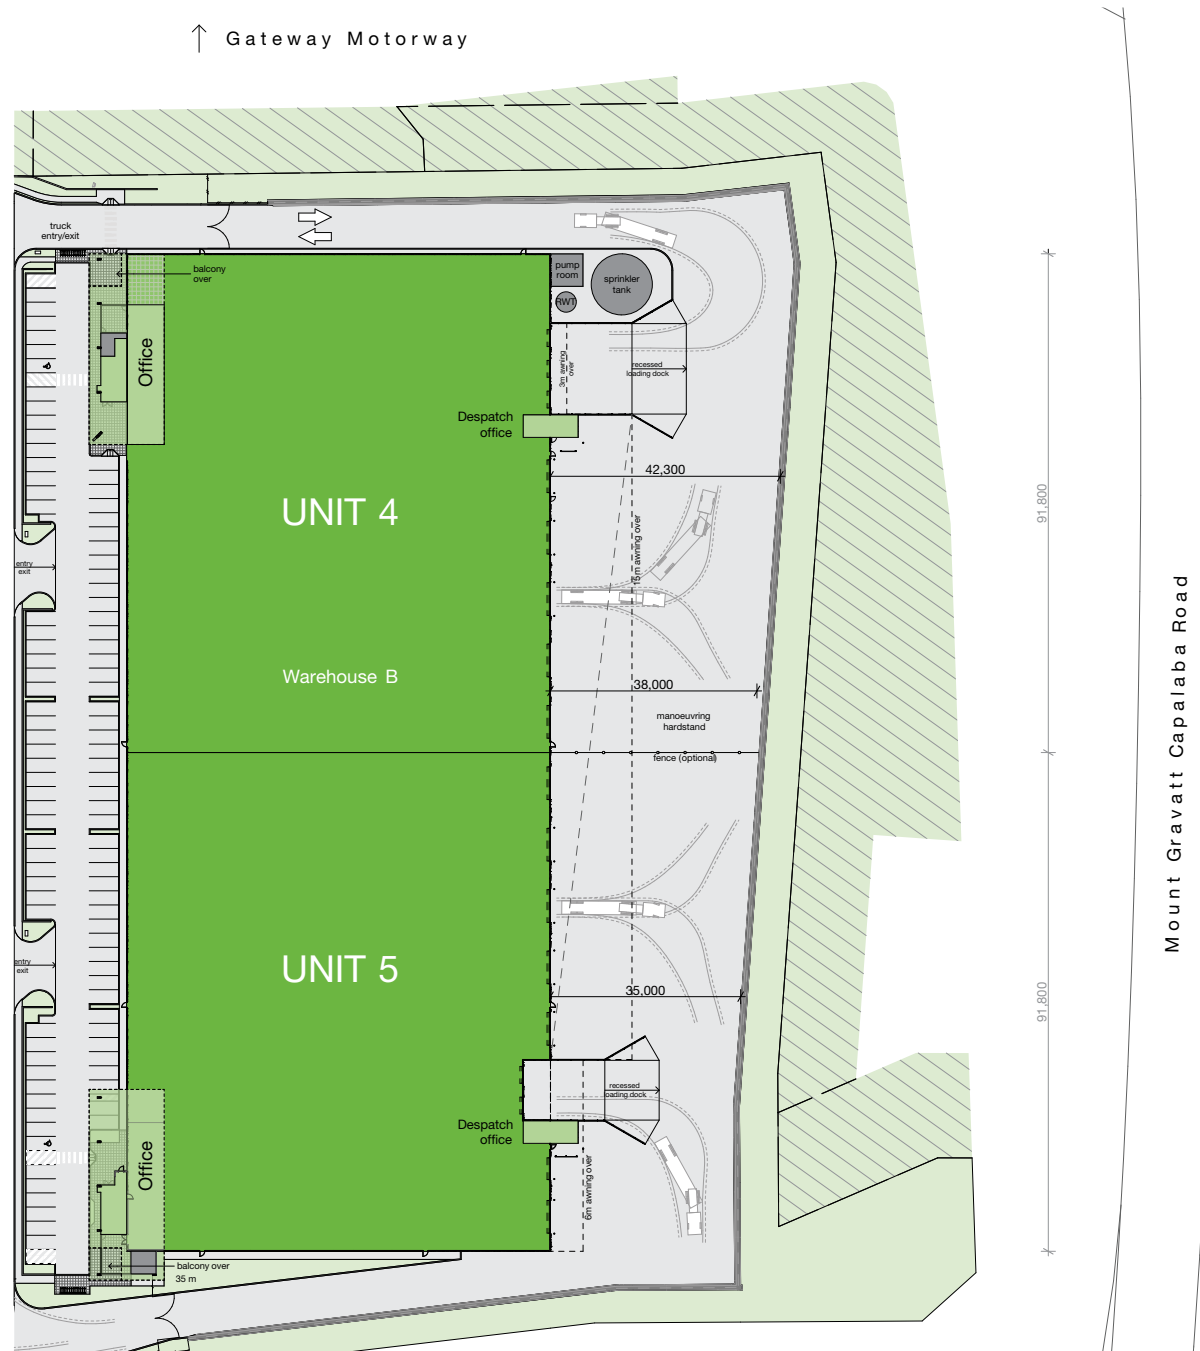 Gateway Motorway
truck
entry/exit
balcony
over
pump
room
sprinkler
tank
RWT
3m awning
over
recessed
loading dock
Office
Despatch
office
42,300
UNIT 4
15m awning over
91,800
entry
exit
Mount Gravatt Capalaba Road
Warehouse B
38,000
manoeuvring
hardstand
fence (optional)
UNIT 5
entry
exit
35,000
91,800
recessed
loading dock
Despatch
office
Office
6m awning over
balcony over
35 m